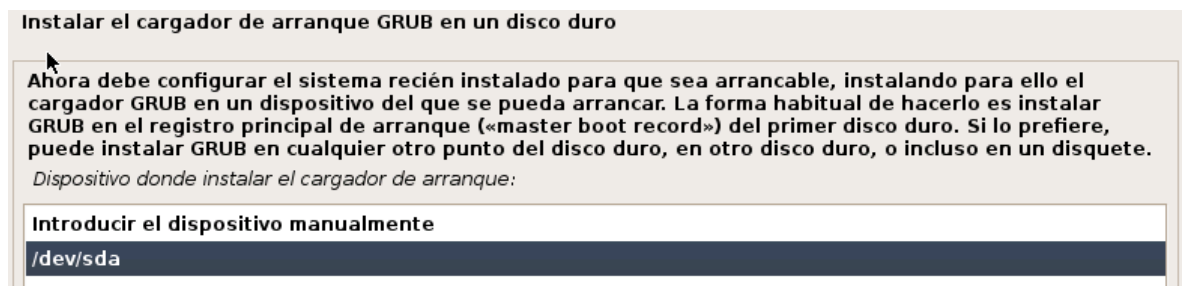 Instalar el cargador de arranque GRUB en un disco duro
Ahora debe configurar el sistema recién instalado para que sea arrancable, instalando para ello el
cargador GRUB en un dispositivo del que se pueda arrancar. La forma habitual de hacerlo es instalar
GRUB en el registro principal de arranque («master boot record») del primer disco duro. Si lo prefiere,
puede instalar GRUB en cualquier otro punto del disco duro, en otro disco duro, o incluso en un disquete.
Dispositivo donde instalar el cargador de arranque:
Introducir el dispositivo manualmente
/dev/sda